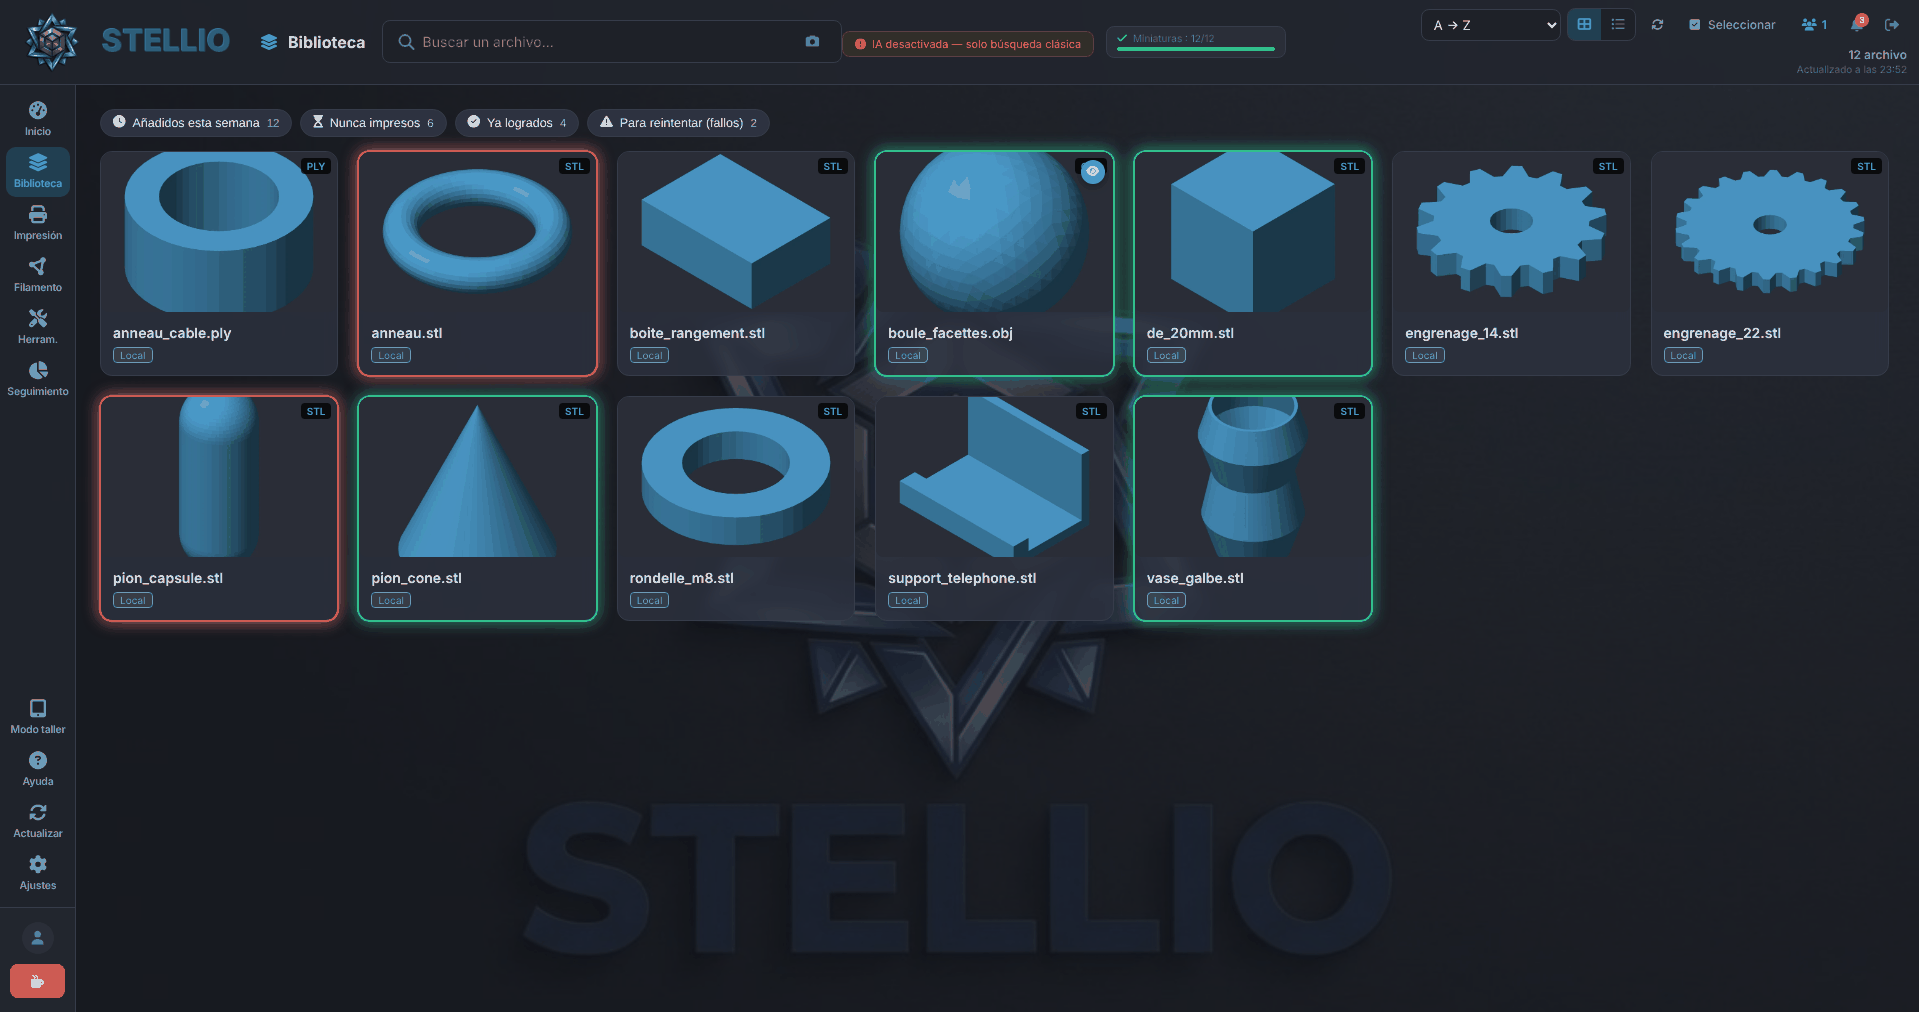 STELLIO
Biblioteca
Buscar un archivo...
IA desactivada — solo búsqueda clásica
Miniaturas : 12/12
A → Z
Seleccionar
1
3
12 archivo
Actualizado a las 23:52
Inicio
Biblioteca
Impresión
Filamento
Herram.
Seguimiento
Modo taller
Ayuda
Actualizar
Ajustes
Añadidos esta semana 12
Nunca impresos 6
Ya logrados 4
Para reintentar (fallos) 2
PLY
anneau_cable.ply
Local
STL
anneau.stl
Local
STL
boite_rangement.stl
Local
boule_facettes.obj
Local
STL
de_20mm.stl
Local
STL
engrenage_14.stl
Local
STL
engrenage_22.stl
Local
STL
pion_capsule.stl
Local
STL
pion_cone.stl
Local
STL
rondelle_m8.stl
Local
STL
support_telephone.stl
Local
STL
vase_galbe.stl
Local
STELLIO